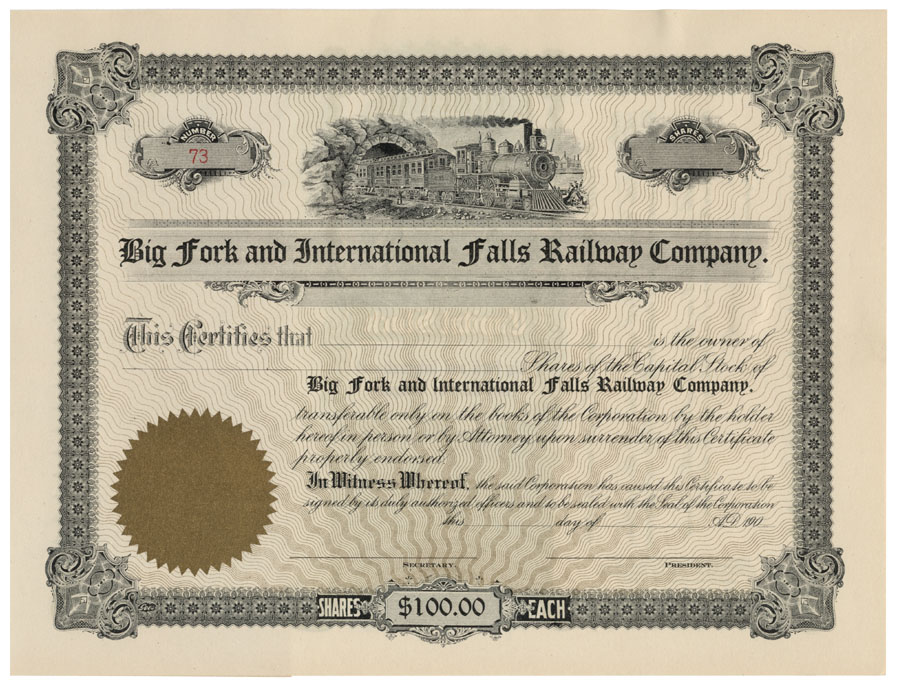 NUMBER
73
SHARES
Big Fork and International Falls Railway Company.
This Certifies that is the owner of
Shares of the Capital Stock of
Big Fork and International Falls Railway Company.
transferable only on the books of the Corporation by the holder
hereof in person or by Attorney upon surrender of this Certificate
properly endorsed.
In Witness Whereof, the said Corporation has caused this Certificate to be
signed by its duly authorized officers and to be sealed with the Seal of the Corporation
this day of A.D. 190
SECRETARY.
PRESIDENT.
SHARES $100.00 EACH